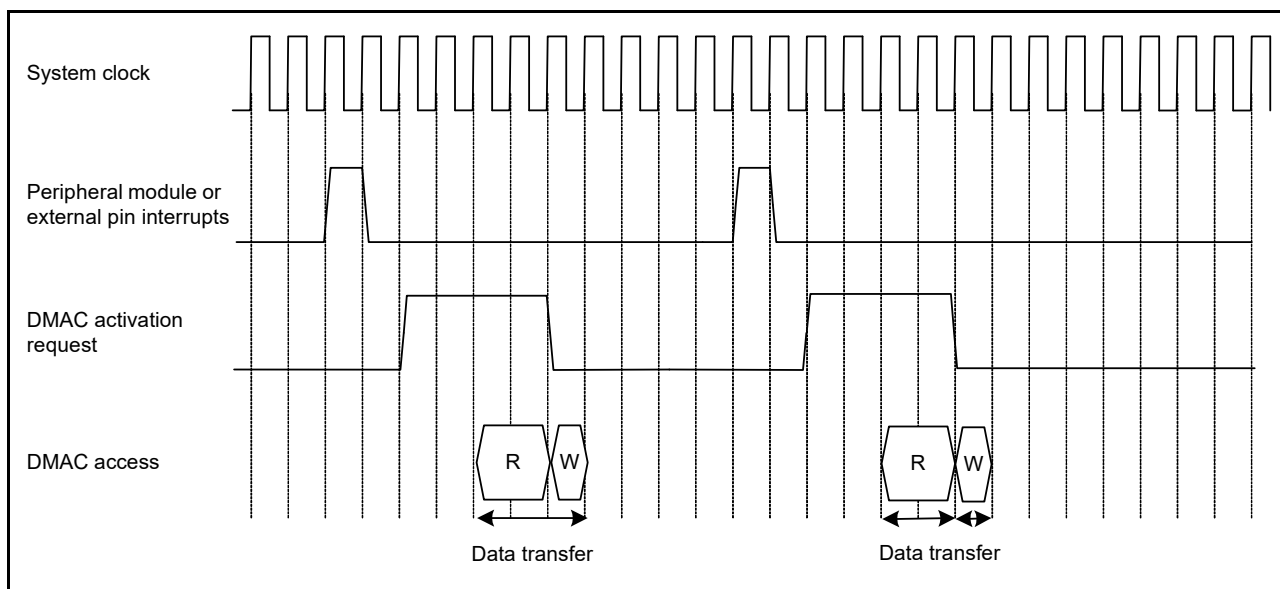 System clock
Peripheral module or
external pin interrupts
DMAC activation
request
DMAC access
R
W
R
W
Data transfer
Data transfer